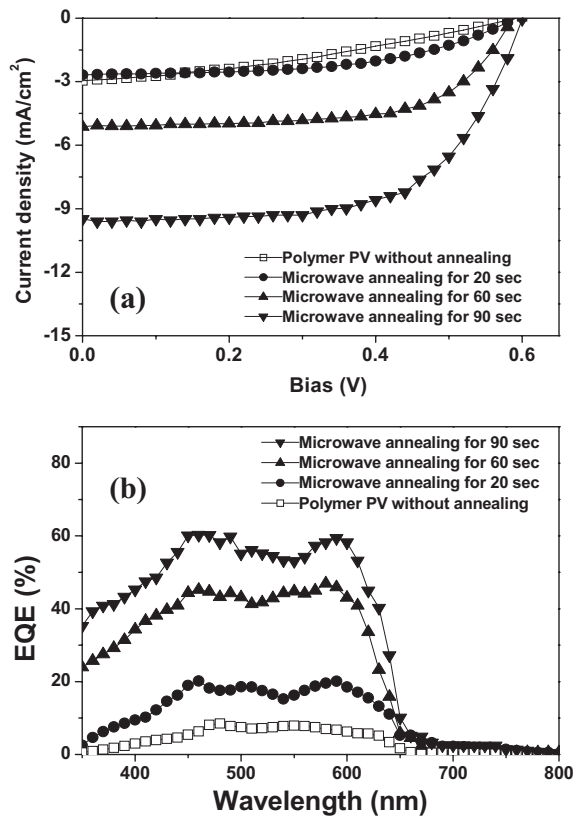 0
-3
-6
-9
-12
-15
Current density (mA/cm²)
Polymer PV without annealing
Microwave annealing for 20 sec
Microwave annealing for 60 sec
Microwave annealing for 90 sec
(a)
0.0 0.2 0.4 0.6
Bias (V)
80
60
40
20
0
EQE (%)
Microwave annealing for 90 sec
Microwave annealing for 60 sec
Microwave annealing for 20 sec
Polymer PV without annealing
(b)
400 500 600 700 800
Wavelength (nm)